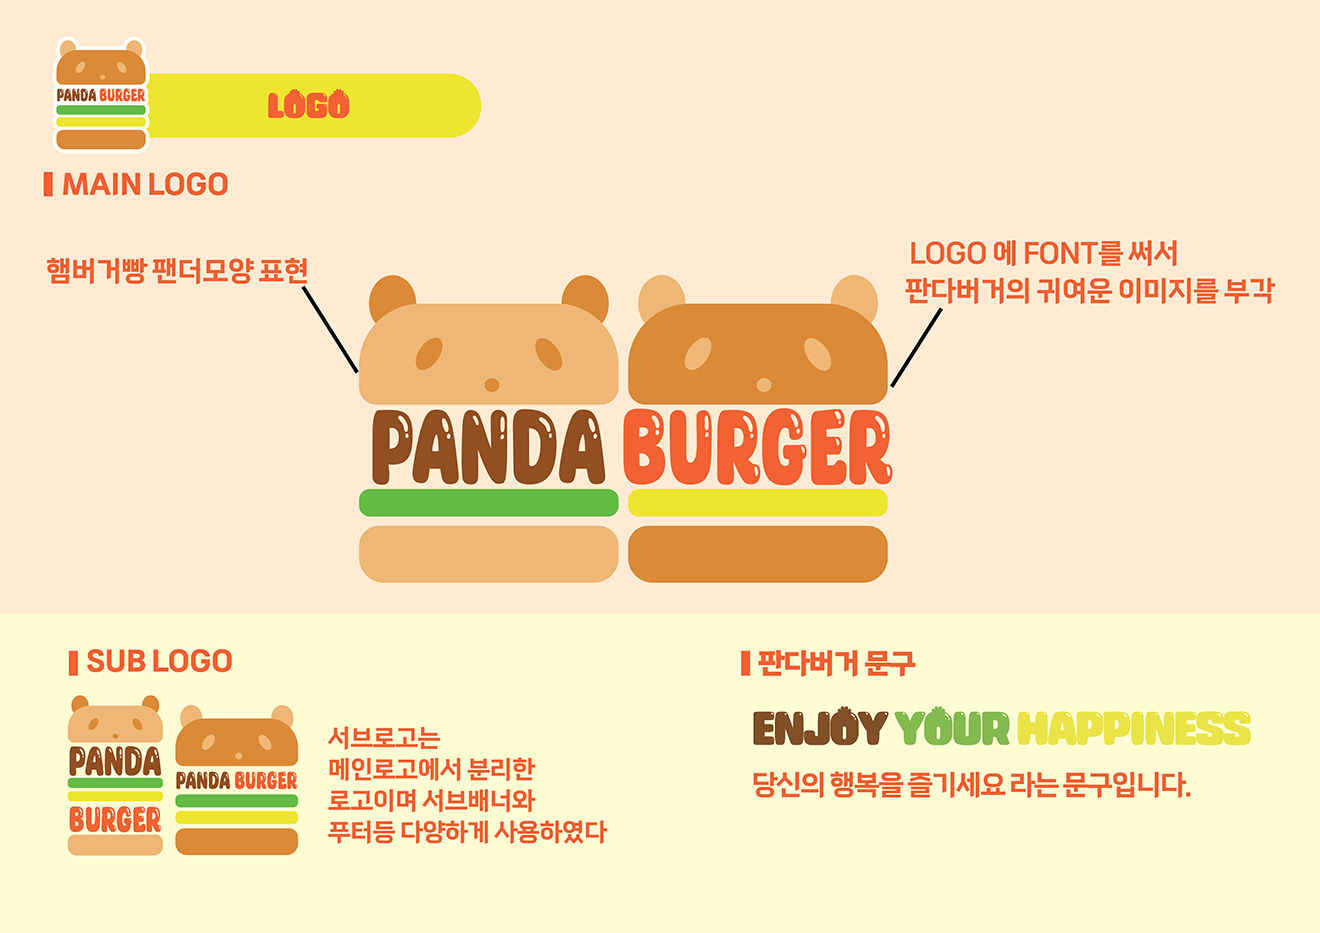 PANDA BURGER
LOGO
MAIN LOGO
햄버거빵 팬더모양 표현
LOGO 에 FONT를 써서
판다버거의 귀여운 이미지를 부각
PANDA BURGER
SUB LOGO
PANDA
BURGER
PANDA BURGER
서브로고는
메인로고에서 분리한
로고이며 서브배너와
푸터등 다양하게 사용하였다
판다버거 문구
ENJOY YOUR HAPPINESS
당신의 행복을 즐기세요 라는 문구입니다.